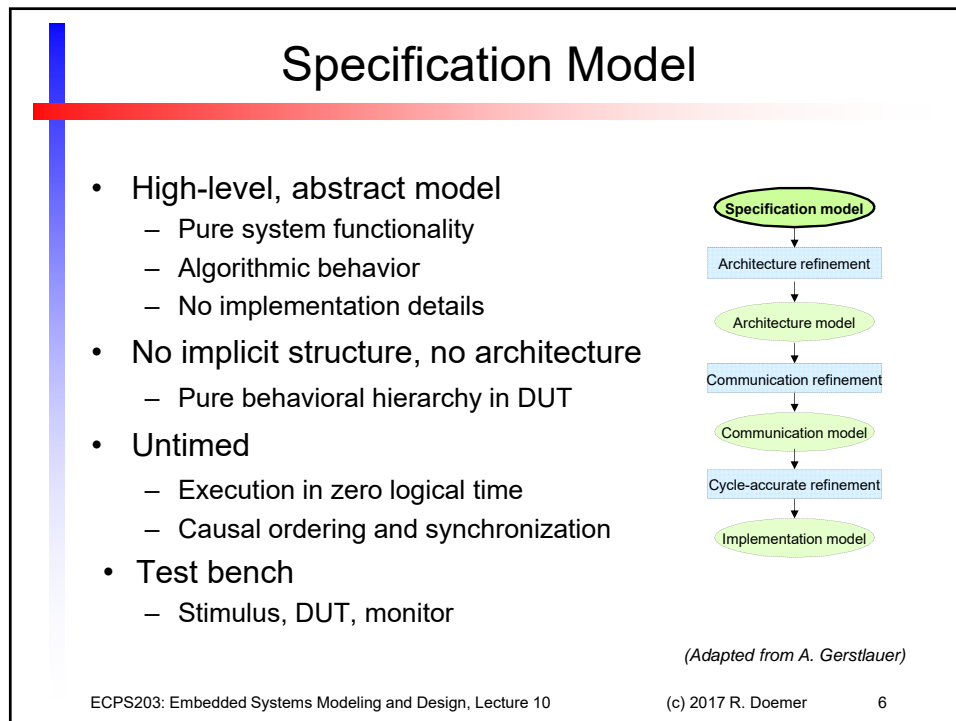 Specification Model
• High-level, abstract model
– Pure system functionality
– Algorithmic behavior
– No implementation details
• No implicit structure, no architecture
– Pure behavioral hierarchy in DUT
• Untimed
– Execution in zero logical time
– Causal ordering and synchronization
• Test bench
– Stimulus, DUT, monitor
Specification model
Architecture refinement
Architecture model
Communication refinement
Communication model
Cycle-accurate refinement
Implementation model
(Adapted from A. Gerstlauer)
ECPS203: Embedded Systems Modeling and Design, Lecture 10 (c) 2017 R. Doemer 6